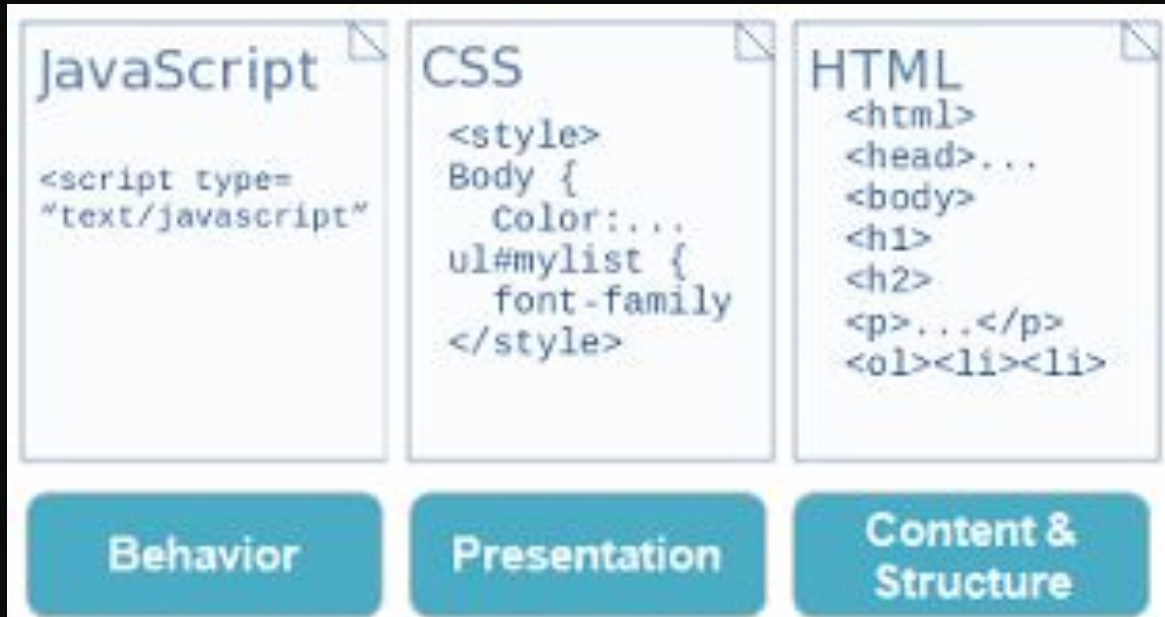 JavaScript
<script type=
"text/javascript"
CSS
<style>
Body {
Color:...
ul#mylist {
font-family
</style>
HTML
<html>
<head>...
<body>
<h1>
<h2>
<p>...</p>
<ol><li><li>
Behavior
Presentation
Content &
Structure